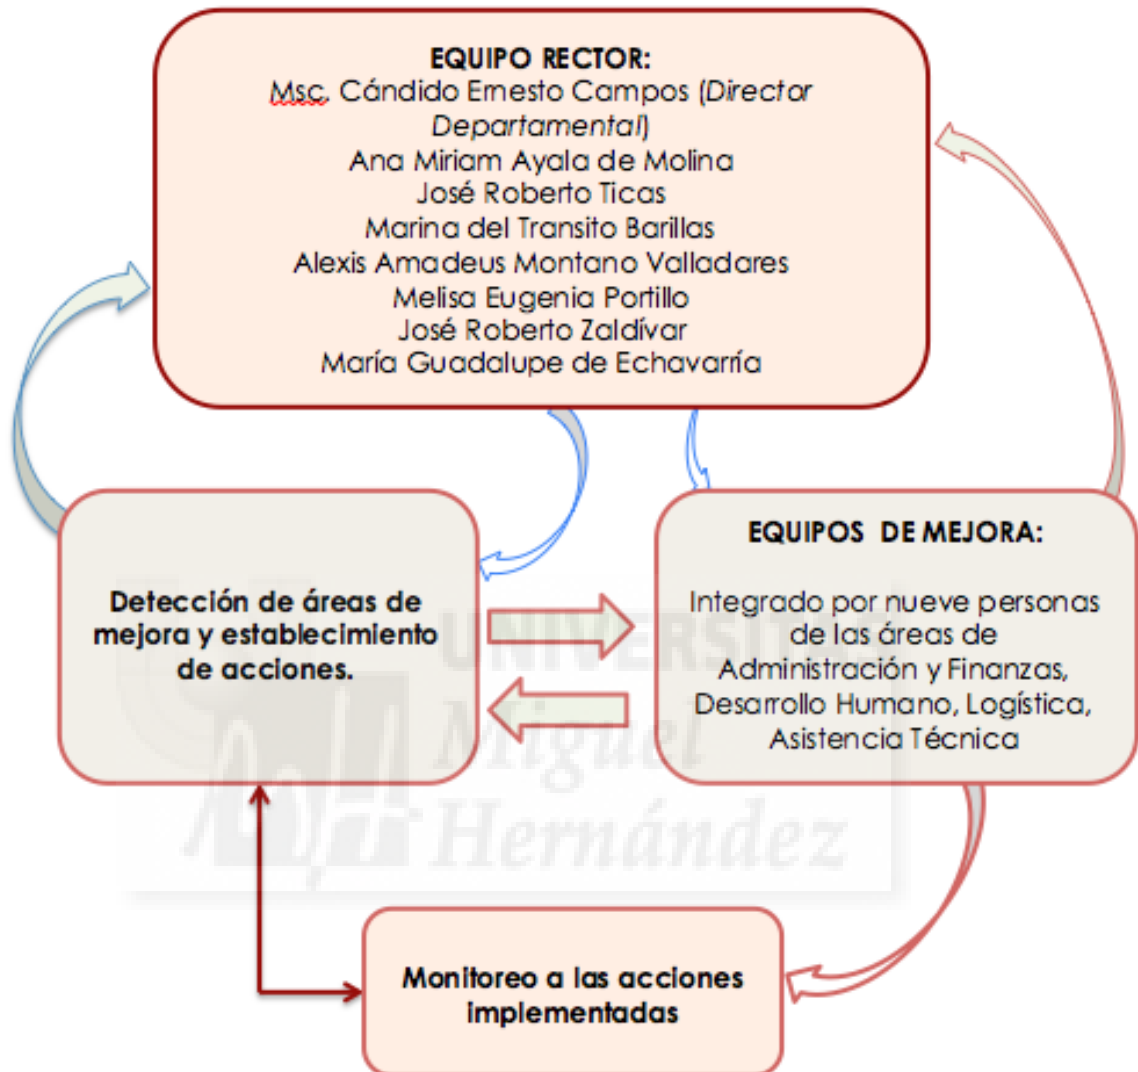 EQUIPO RECTOR:
Msc. Cándido Ernesto Campos (Director
Departamental)
Ana Miriam Ayala de Molina
José Roberto Ticas
Marina del Transito Barillas
Alexis Amadeus Montano Valladares
Melisa Eugenia Portillo
José Roberto Zaldívar
María Guadalupe de Echavarría
Detección de áreas de
mejora y establecimiento
de acciones.
EQUIPOS DE MEJORA:
Integrado por nueve personas
de las áreas de
Administración y Finanzas,
Desarrollo Humano, Logística,
Asistencia Técnica
UNIVERSITAS
Miguel
Hernández
Monitoreo a las acciones
implementadas